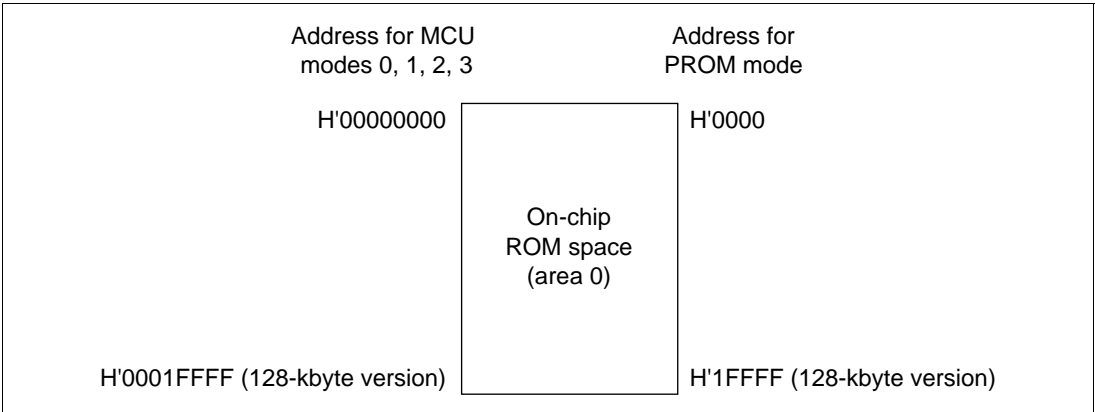 Address for MCU
modes 0, 1, 2, 3
Address for
PROM mode
H'00000000
H'0000
On-chip
ROM space
(area 0)
H'0001FFFF (128-kbyte version)
H'1FFFF (128-kbyte version)